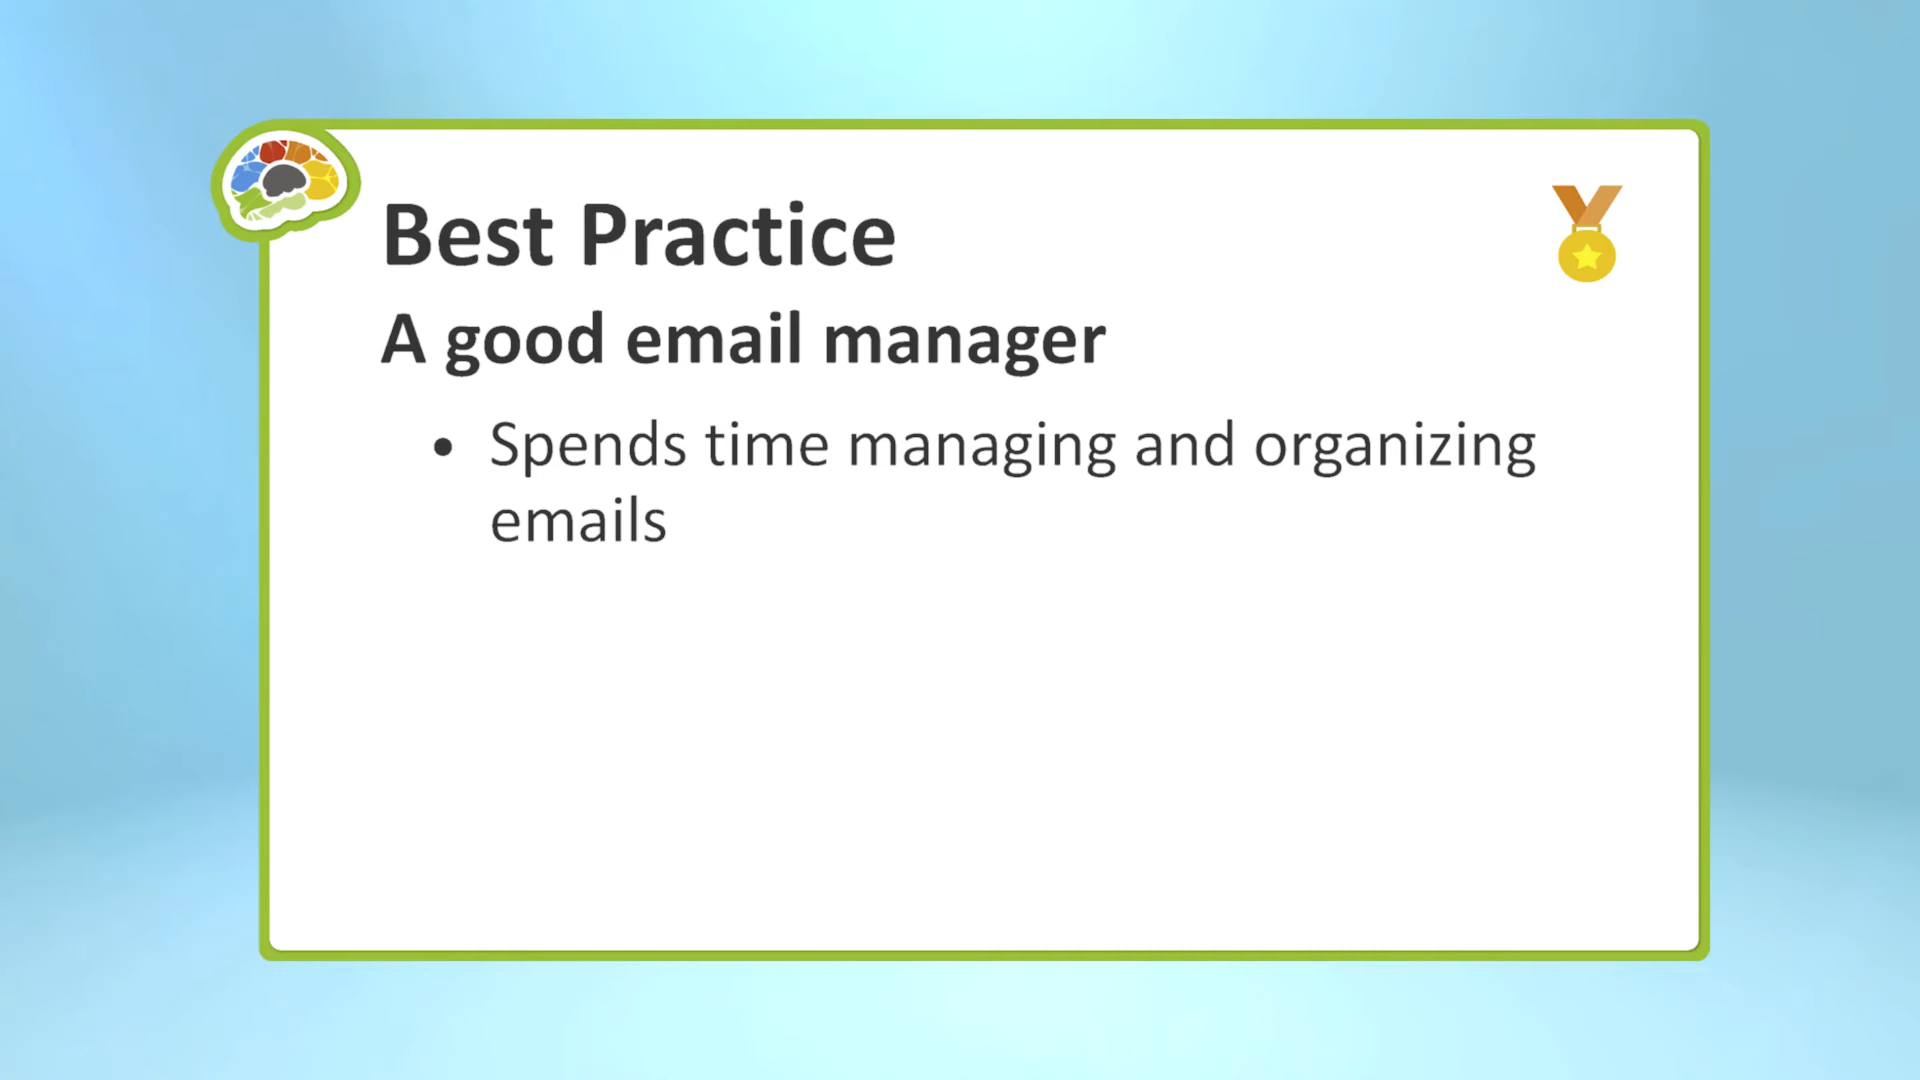 Best Practice
A good email manager
• Spends time managing and organizing
emails